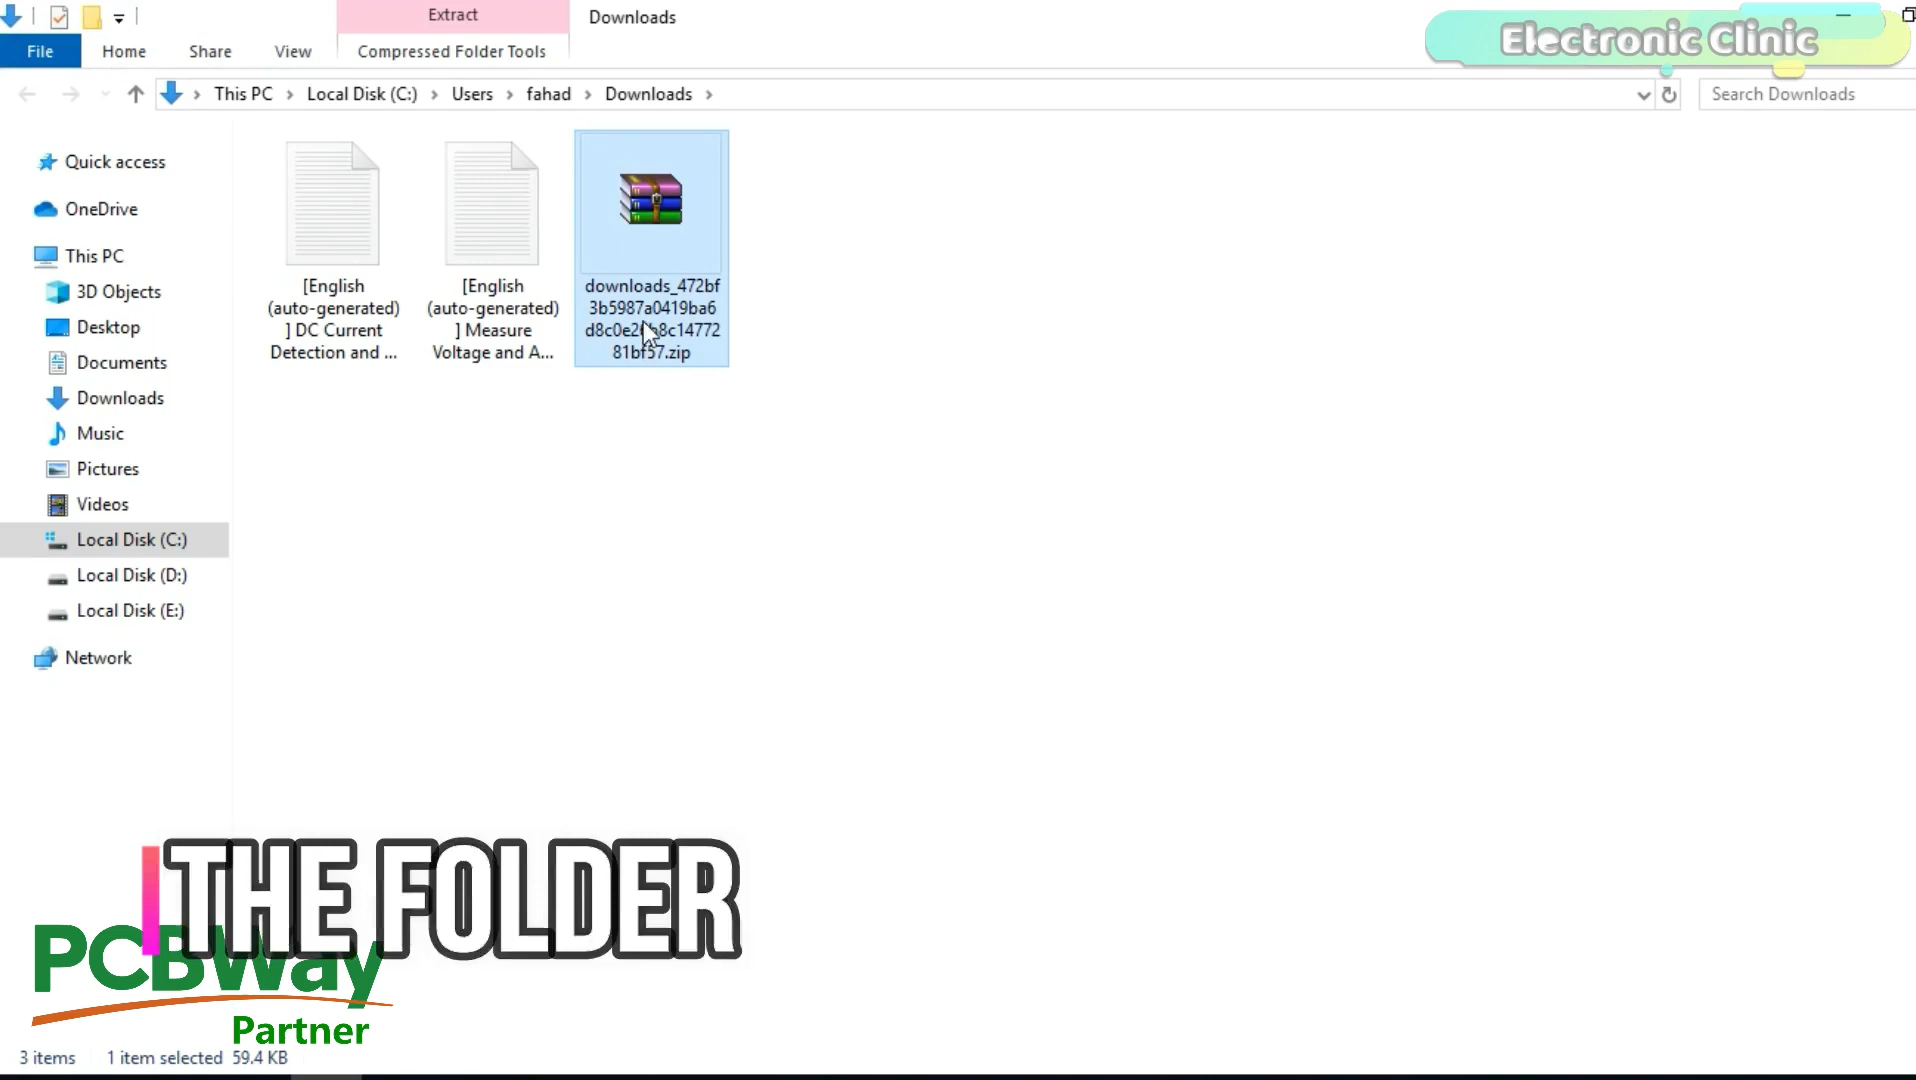 Extract
Downloads
Electronic Clinic
File
Home
Share
View
Compressed Folder Tools
This PC
Local Disk (C:)
Users
fahad
Downloads
Search Downloads
Quick access
OneDrive
This PC
3D Objects
Desktop
Documents
Downloads
Music
Pictures
Videos
Local Disk (C:)
Local Disk (D:)
Local Disk (E:)
Network
[English
(auto-generated)
] DC Current
Detection and ...
[English
(auto-generated)
] Measure
Voltage and A...
downloads_472bf
3b5987a0419ba6
81bf57.zip
THE FOLDER
PCBWay
Partner
3 items
1 item selected 59.4 KB